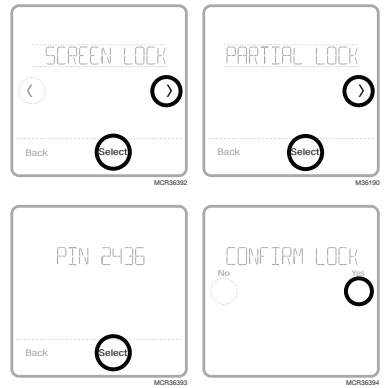 SCREEN LOCK
Back Select
MCR36392
PARTIAL LOCK
Back Select
M36190
PIN 2436
Back Select
MCR36393
CONFIRM LOCK
No Yes
MCR36394